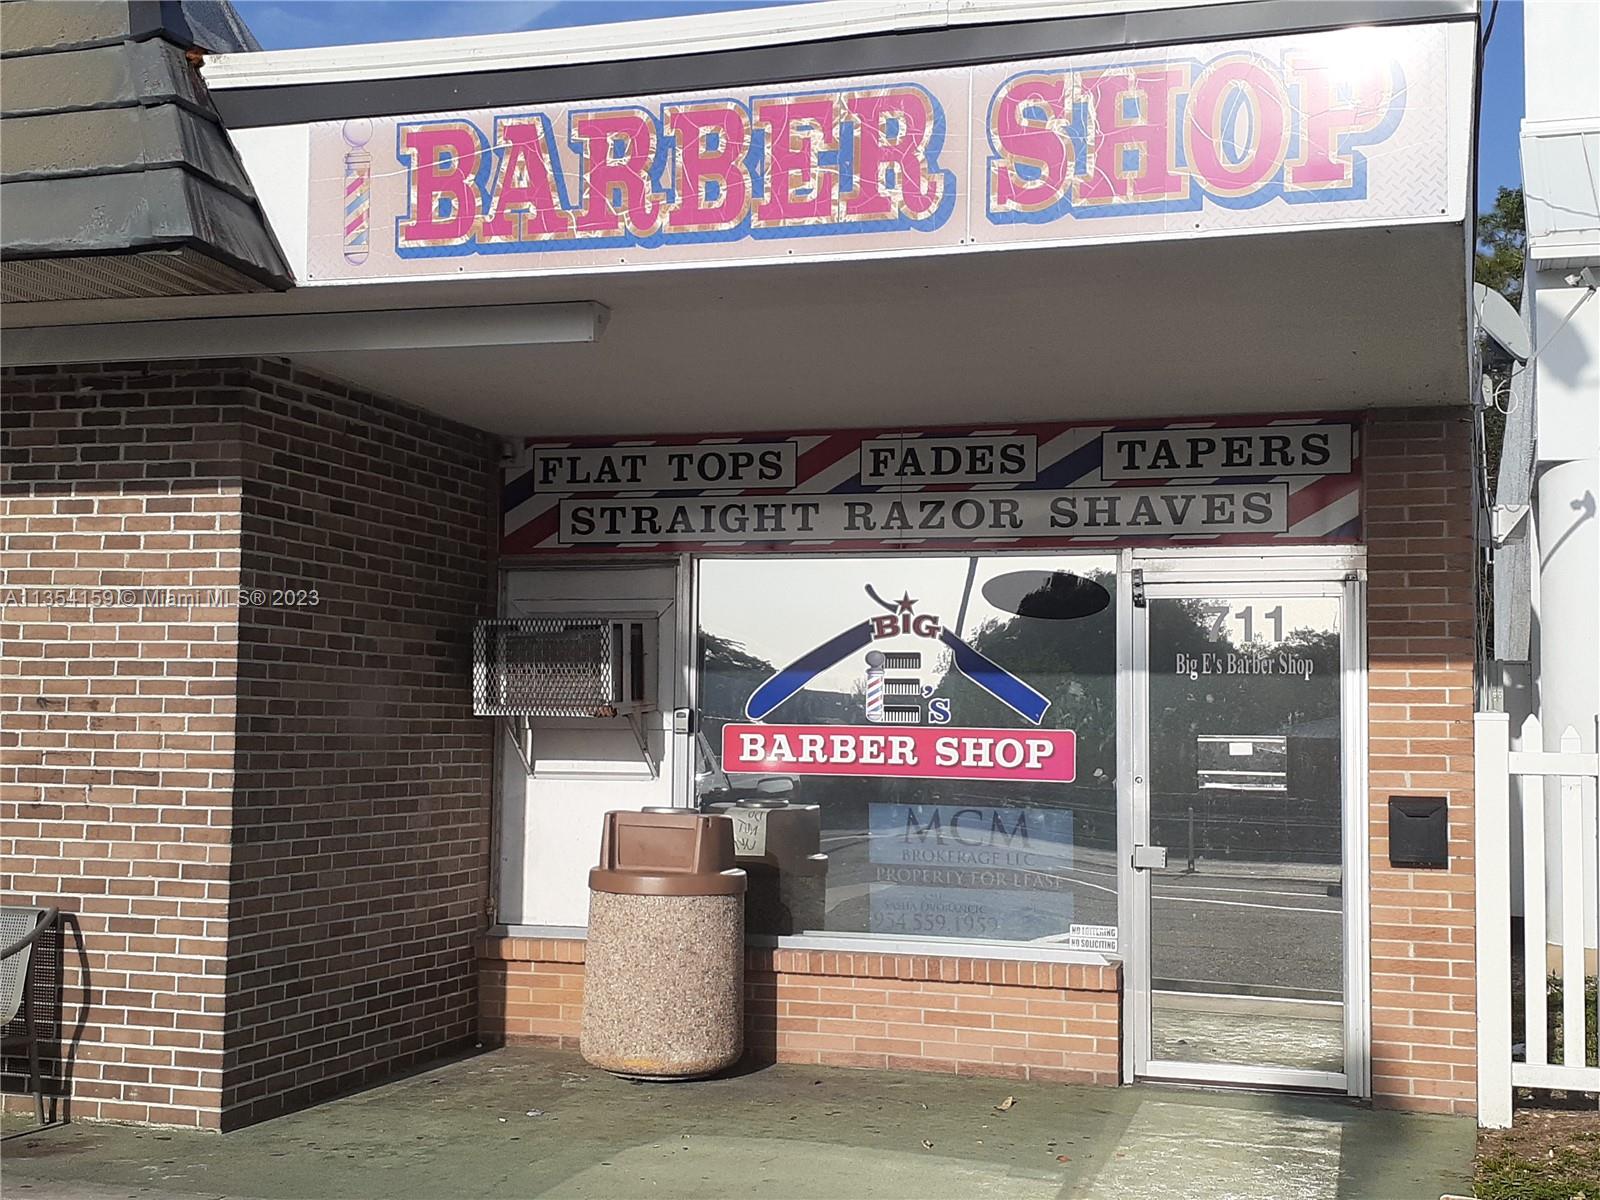 BARBER SHOP
FLAT TOPS FADES TAPERS
STRAIGHT RAZOR SHAVES
A11354159 © Miami MLS® 2023
BIG
E's
BARBER SHOP
711
Big E's Barber Shop
MCM
BROKERAGE LLC
PROPERTY FOR LEASE
954.559.1959
NO LOITERING
NO SOLICITING